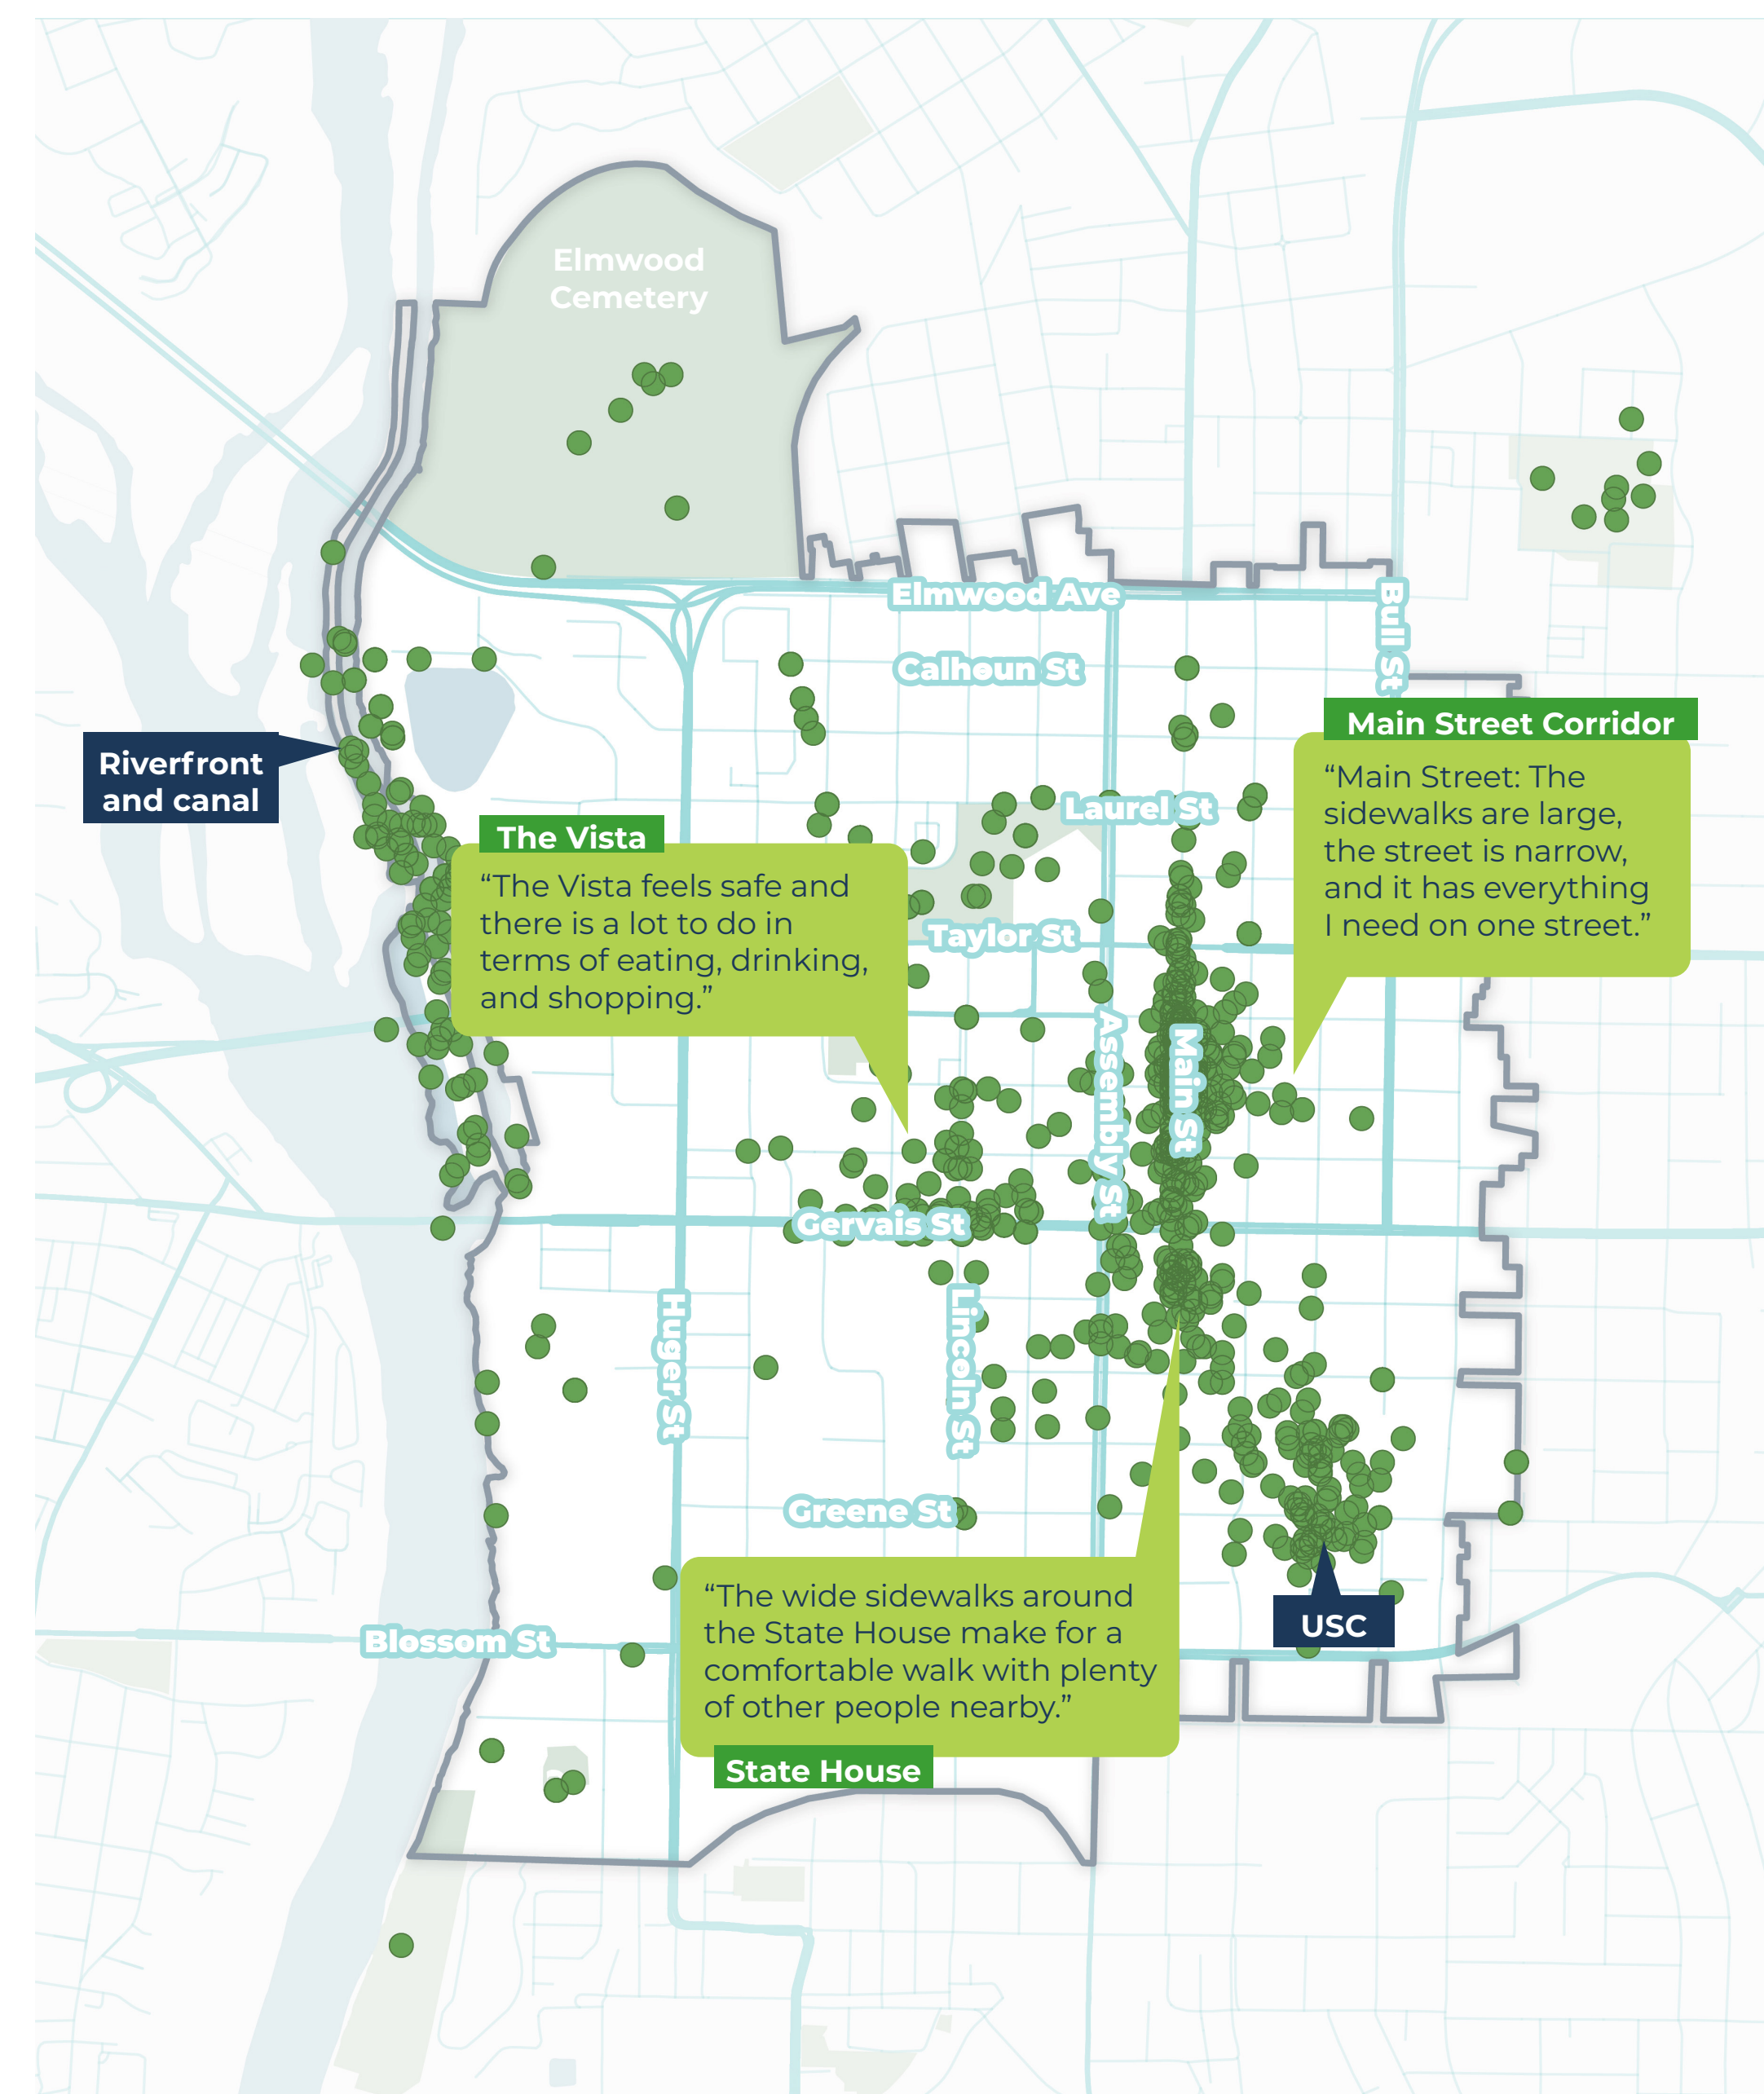 Elmwood
Cemetery
Elmwood Ave
Bull St
Calhoun St
Main Street Corridor
“Main Street: The
sidewalks are large,
the street is narrow,
and it has everything
I need on one street.”
Riverfront
and canal
Laurel St
The Vista
“The Vista feels safe and
there is a lot to do in
terms of eating, drinking,
and shopping.”
Taylor St
Assembly St
Main St
Gervais St
Huger St
Lincoln St
Greene St
“The wide sidewalks around
the State House make for a
comfortable walk with plenty
of other people nearby.”
State House
USC
Blossom St